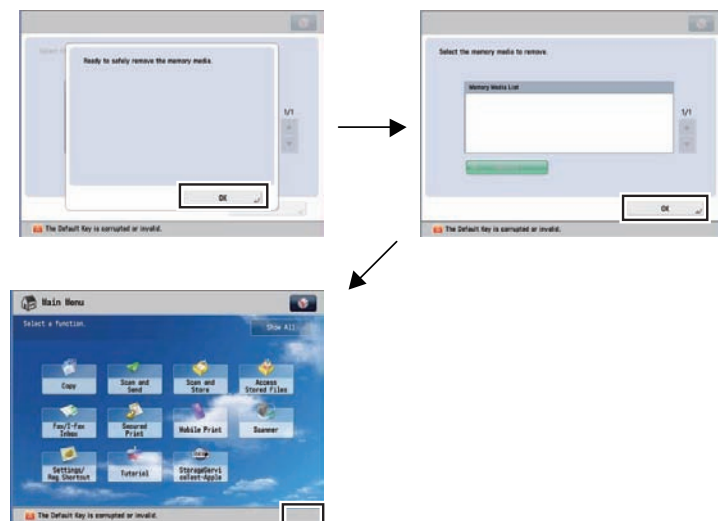 Ready to safely remove the memory media.
1/1
OK
The Default Key is corrupted or invalid.
Select the memory media to remove.
Memory Media List
1/1
OK
The Default Key is corrupted or invalid.
Main Menu
Select a function.
Show All
Copy
Scan and
Send
Scan and
Store
Access
Stored Files
Fax/I-Fax
Inbox
Secured
Print
Mobile Print
Scanner
Settings/
Reg Shortcut
Tutorial
StorageServi
The Default Key is corrupted or invalid.